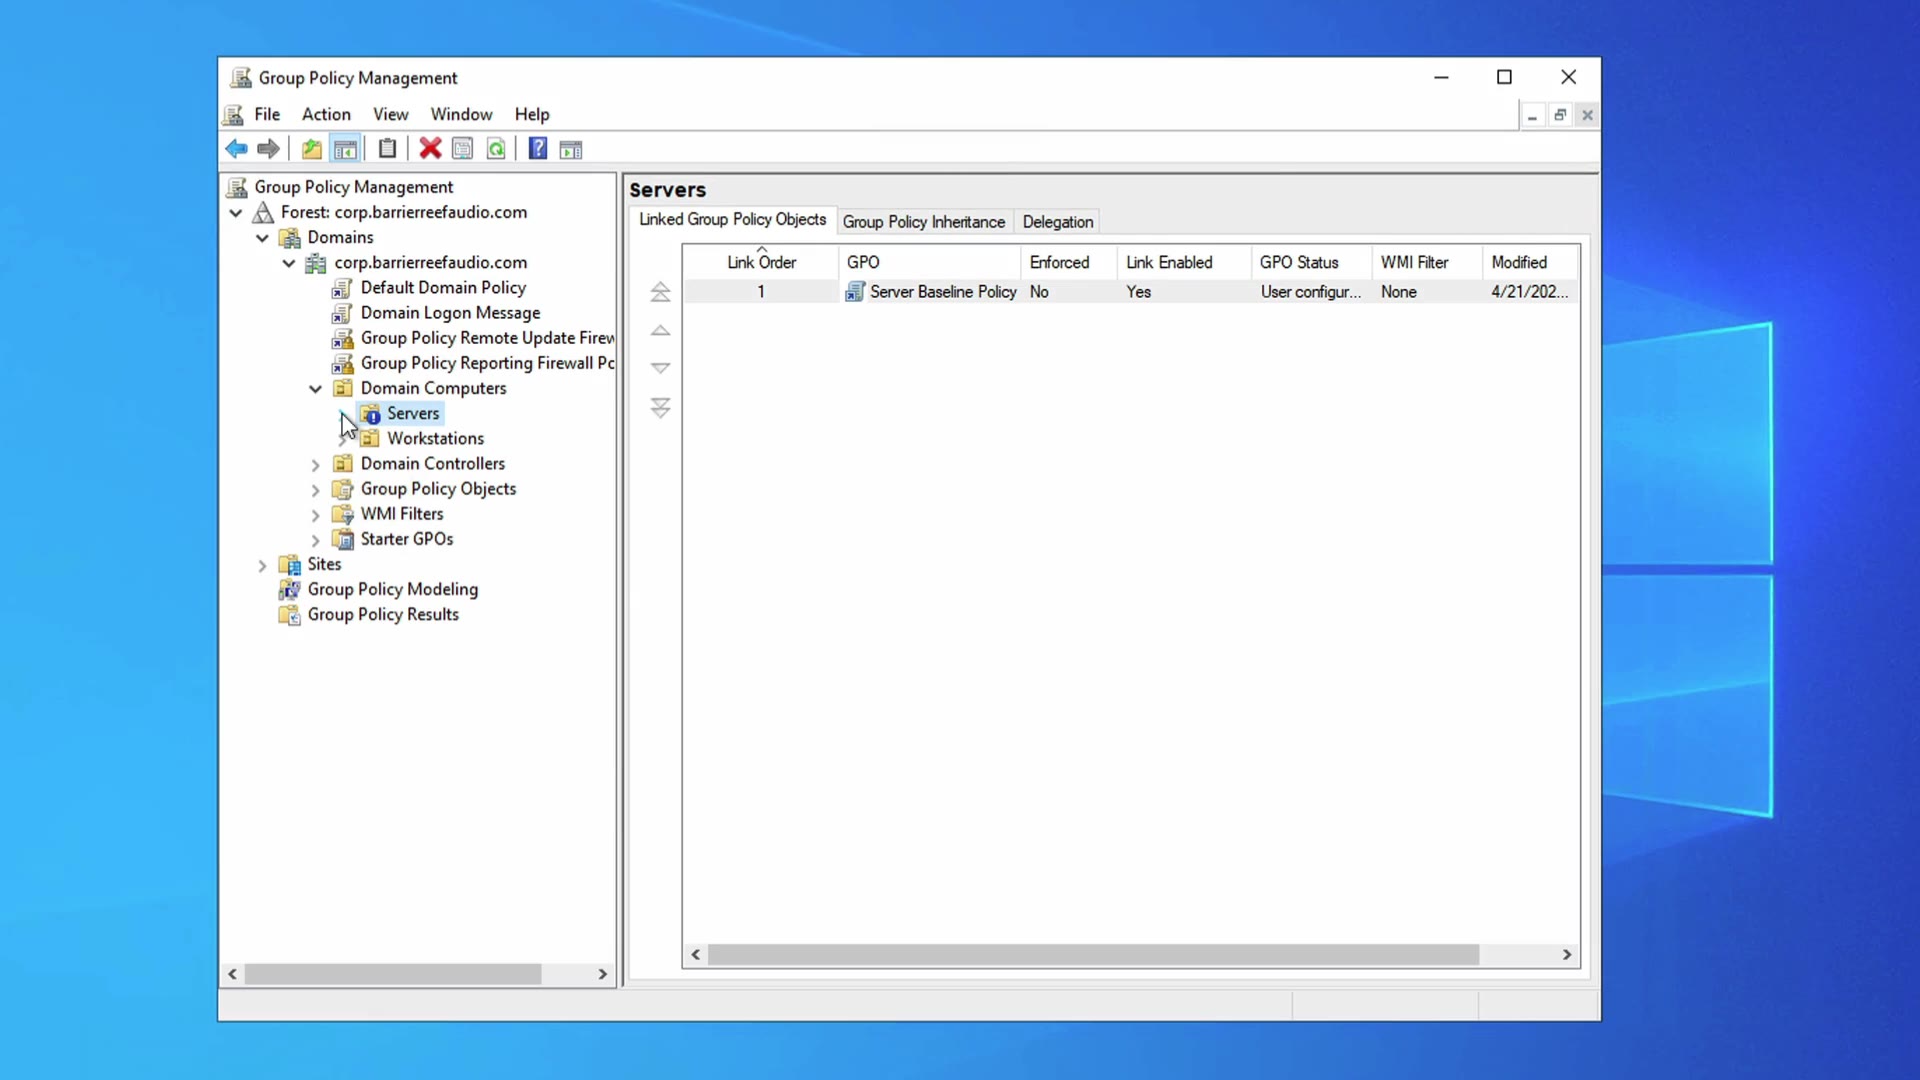 Group Policy Management
File Action View Window Help
Group Policy Management
Forest: corp.barrierreefaudio.com
Domains
corp.barrierreefaudio.com
Default Domain Policy
Domain Logon Message
Group Policy Remote Update Firew
Group Policy Reporting Firewall Po
Domain Computers
Servers
Workstations
Domain Controllers
Group Policy Objects
WMI Filters
Starter GPOs
Sites
Group Policy Modeling
Group Policy Results
Servers
Linked Group Policy Objects Group Policy Inheritance Delegation
Link Order GPO Enforced Link Enabled GPO Status WMI Filter Modified
1 Server Baseline Policy No Yes User configur... None 4/21/202...